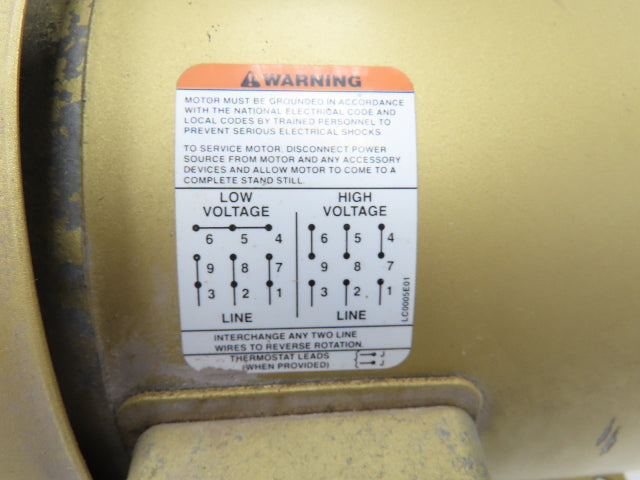 WARNING
MOTOR MUST BE GROUNDED IN ACCORDANCE
WITH THE NATIONAL ELECTRICAL CODE AND
LOCAL CODES BY TRAINED PERSONNEL TO
PREVENT SERIOUS ELECTRICAL SHOCKS.
TO SERVICE MOTOR, DISCONNECT POWER
SOURCE FROM MOTOR AND ANY ACCESSORY
DEVICES AND ALLOW MOTOR TO COME TO A
COMPLETE STAND STILL.
LOW
VOLTAGE
6 5 4
9 8 7
3 2 1
LINE
HIGH
VOLTAGE
6 5 4
9 8 7
3 2 1
LINE
LC0005E01
INTERCHANGE ANY TWO LINE
WIRES TO REVERSE ROTATION.
THERMOSTAT LEADS J
(WHEN PROVIDED) J